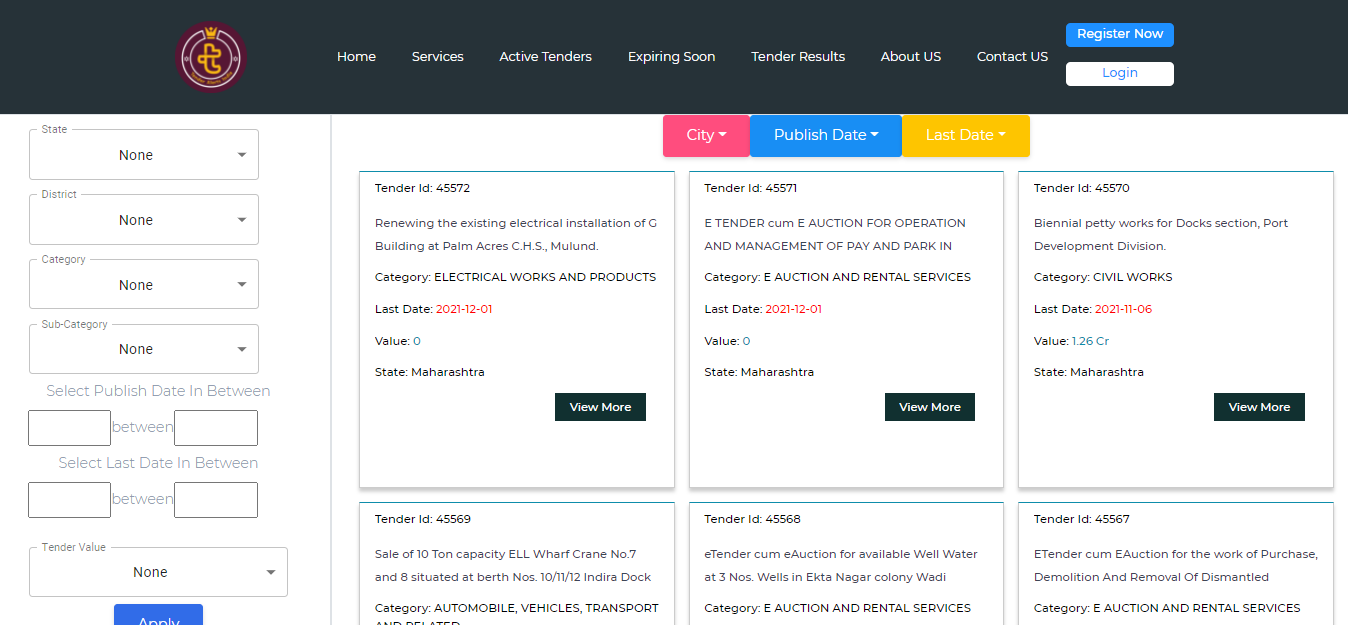 Home
Services
Active Tenders
Expiring Soon
Tender Results
About US
Contact US
Register Now
Login
State
None
District
None
Category
None
Sub-Category
None
Select Publish Date In Between
between
Select Last Date In Between
between
Tender Value
None
Apply
City
Publish Date
Last Date
Tender Id: 45572
Renewing the existing electrical installation of G
Building at Palm Acres C.H.S., Mulund.
Category: ELECTRICAL WORKS AND PRODUCTS
Last Date: 2021-12-01
Value: 0
State: Maharashtra
View More
Tender Id: 45571
E TENDER cum E AUCTION FOR OPERATION
AND MANAGEMENT OF PAY AND PARK IN
Category: E AUCTION AND RENTAL SERVICES
Last Date: 2021-12-01
Value: 0
State: Maharashtra
View More
Tender Id: 45570
Biennial petty works for Docks section, Port
Development Division.
Category: CIVIL WORKS
Last Date: 2021-11-06
Value: 1.26 Cr
State: Maharashtra
View More
Tender Id: 45569
Sale of 10 Ton capacity ELL Wharf Crane No.7
and 8 situated at berth Nos. 10/11/12 Indira Dock
Category: AUTOMOBILE, VEHICLES, TRANSPORT
AND RELATED
Tender Id: 45568
eTender cum eAuction for available Well Water
at 3 Nos. Wells in Ekta Nagar colony Wadi
Category: E AUCTION AND RENTAL SERVICES
Tender Id: 45567
ETender cum EAuction for the work of Purchase,
Demolition And Removal Of Dismantled
Category: E AUCTION AND RENTAL SERVICES